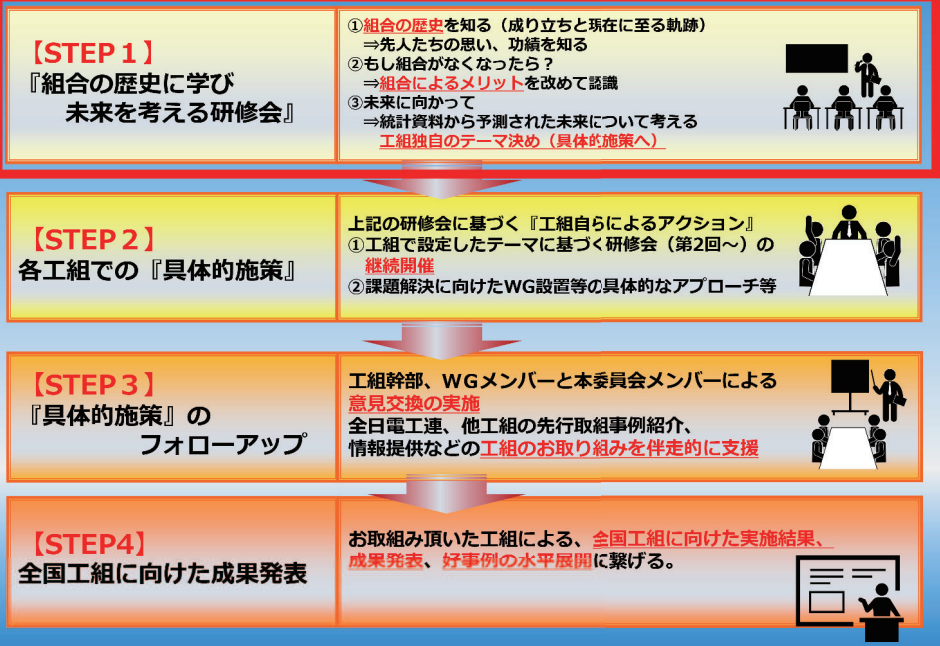 【STEP１】
『組合の歴史に学び
未来を考える研修会』
①組合の歴史を知る（成り立ちと現在に至る軌跡）
⇒先人たちの思い、功績を知る
②もし組合がなくなったら？
⇒組合によるメリットを改めて認識
③未来に向かって
⇒統計資料から予測された未来について考える
工組独自のテーマ決め（具体的施策へ）
【STEP２】
各工組での『具体的施策』
上記の研修会に基づく『工組自らによるアクション』
①工組で設定したテーマに基づく研修会（第2回～）の
継続開催
②課題解決に向けたWG設置等の具体的なアプローチ等
【STEP３】
『具体的施策』の
フォローアップ
工組幹部、WGメンバーと本委員会メンバーによる
意見交換の実施
全日電工連、他工組の先行取組事例紹介、
情報提供などの工組のお取り組みを伴走的に支援
【STEP4】
全国工組に向けた成果発表
お取組み頂いた工組による、全国工組に向けた実施結果、
成果発表、好事例の水平展開に繋げる。